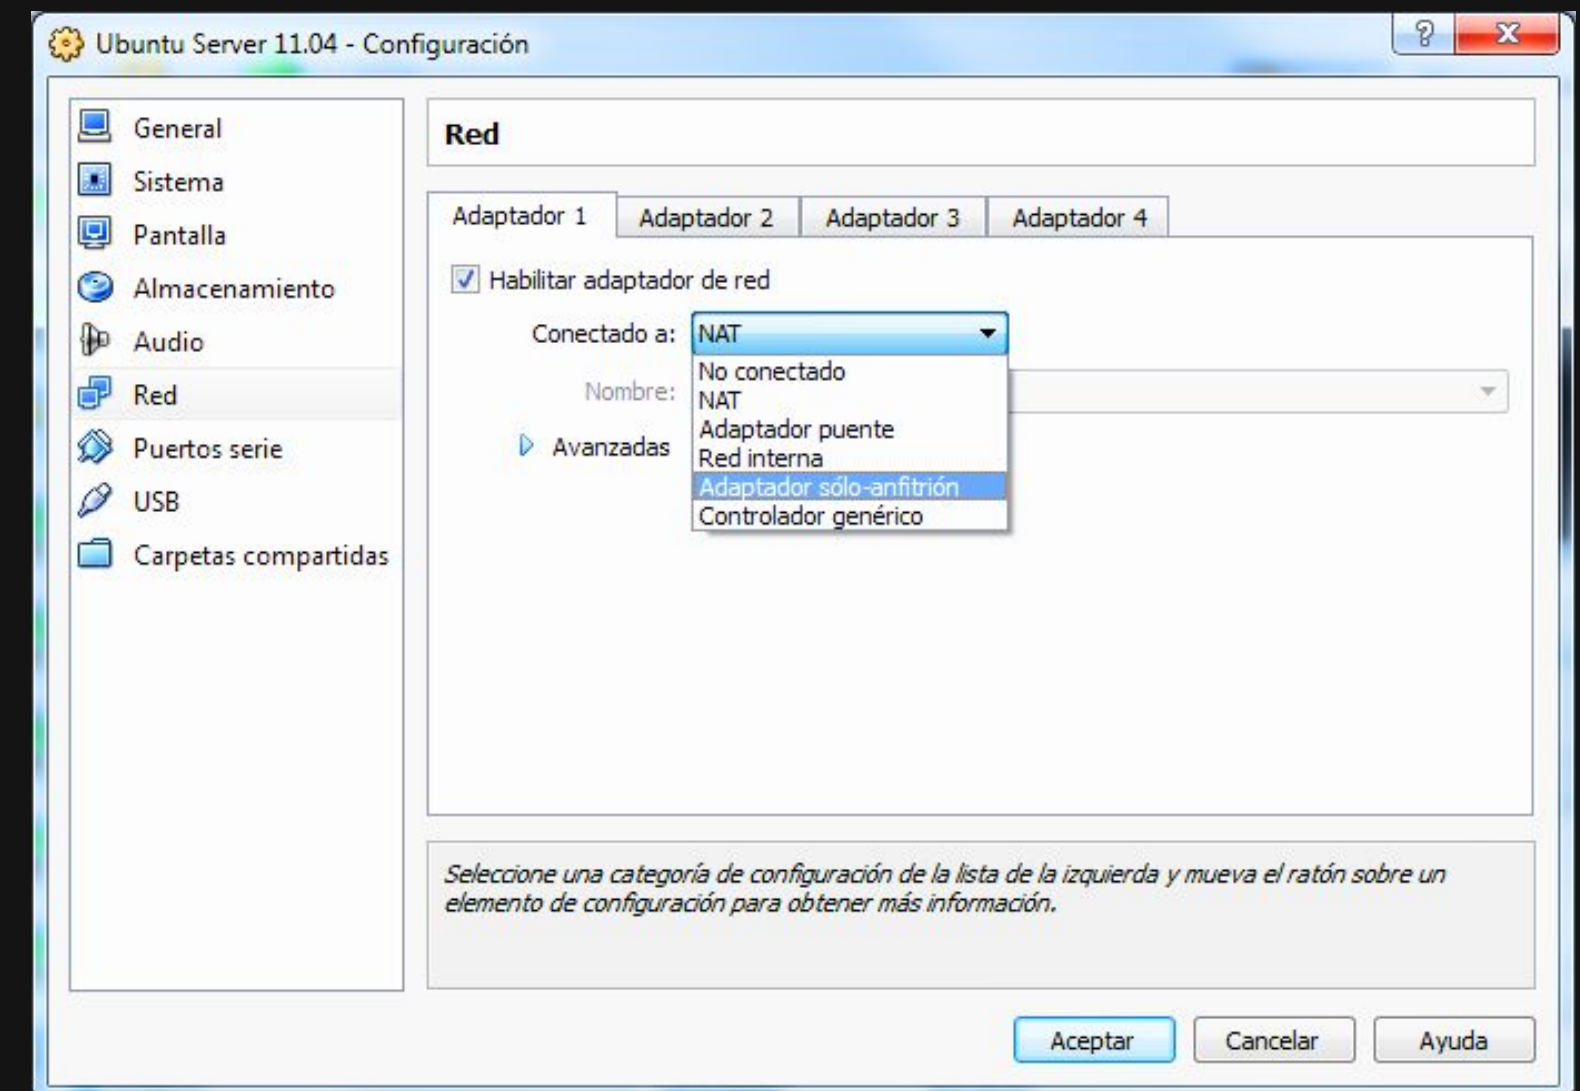 Ubuntu Server 11.04 - Configuración
General
Sistema
Pantalla
Almacenamiento
Audio
Red
Puertos serie
USB
Carpetas compartidas
Red
Adaptador 1 Adaptador 2 Adaptador 3 Adaptador 4
Habilitar adaptador de red
Conectado a: NAT
No conectado
Nombre:
NAT
Adaptador puente
Avanzadas
Red interna
Adaptador sólo-anfitrión
Controlador genérico
Seleccione una categoría de configuración de la lista de la izquierda y mueva el ratón sobre un
elemento de configuración para obtener más información.
Aceptar Cancelar Ayuda